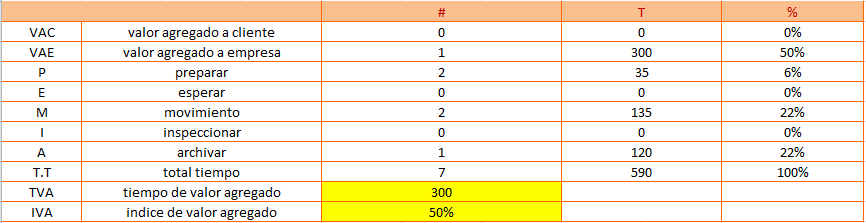 # T %
VAC valor agregado a cliente 0 0 0%
VAE valor agregado a empresa 1 300 50%
P preparar 2 35 6%
E esperar 0 0 0%
M movimiento 2 135 22%
I inspeccionar 0 0 0%
A archivar 1 120 22%
T.T total tiempo 7 590 100%
TVA tiempo de valor agregado 300
IVA indice de valor agregado 50%